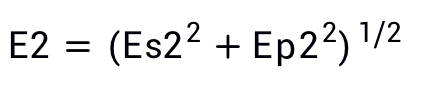 E2 = (Es2² + Ep2²)^1/2